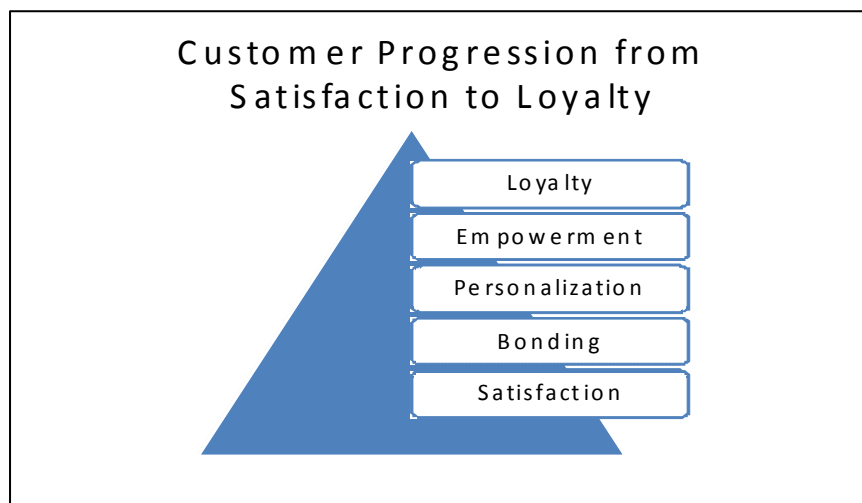 Customer Progression from
Satisfaction to Loyalty
Loyalty
Empowerment
Personalization
Bonding
Satisfaction